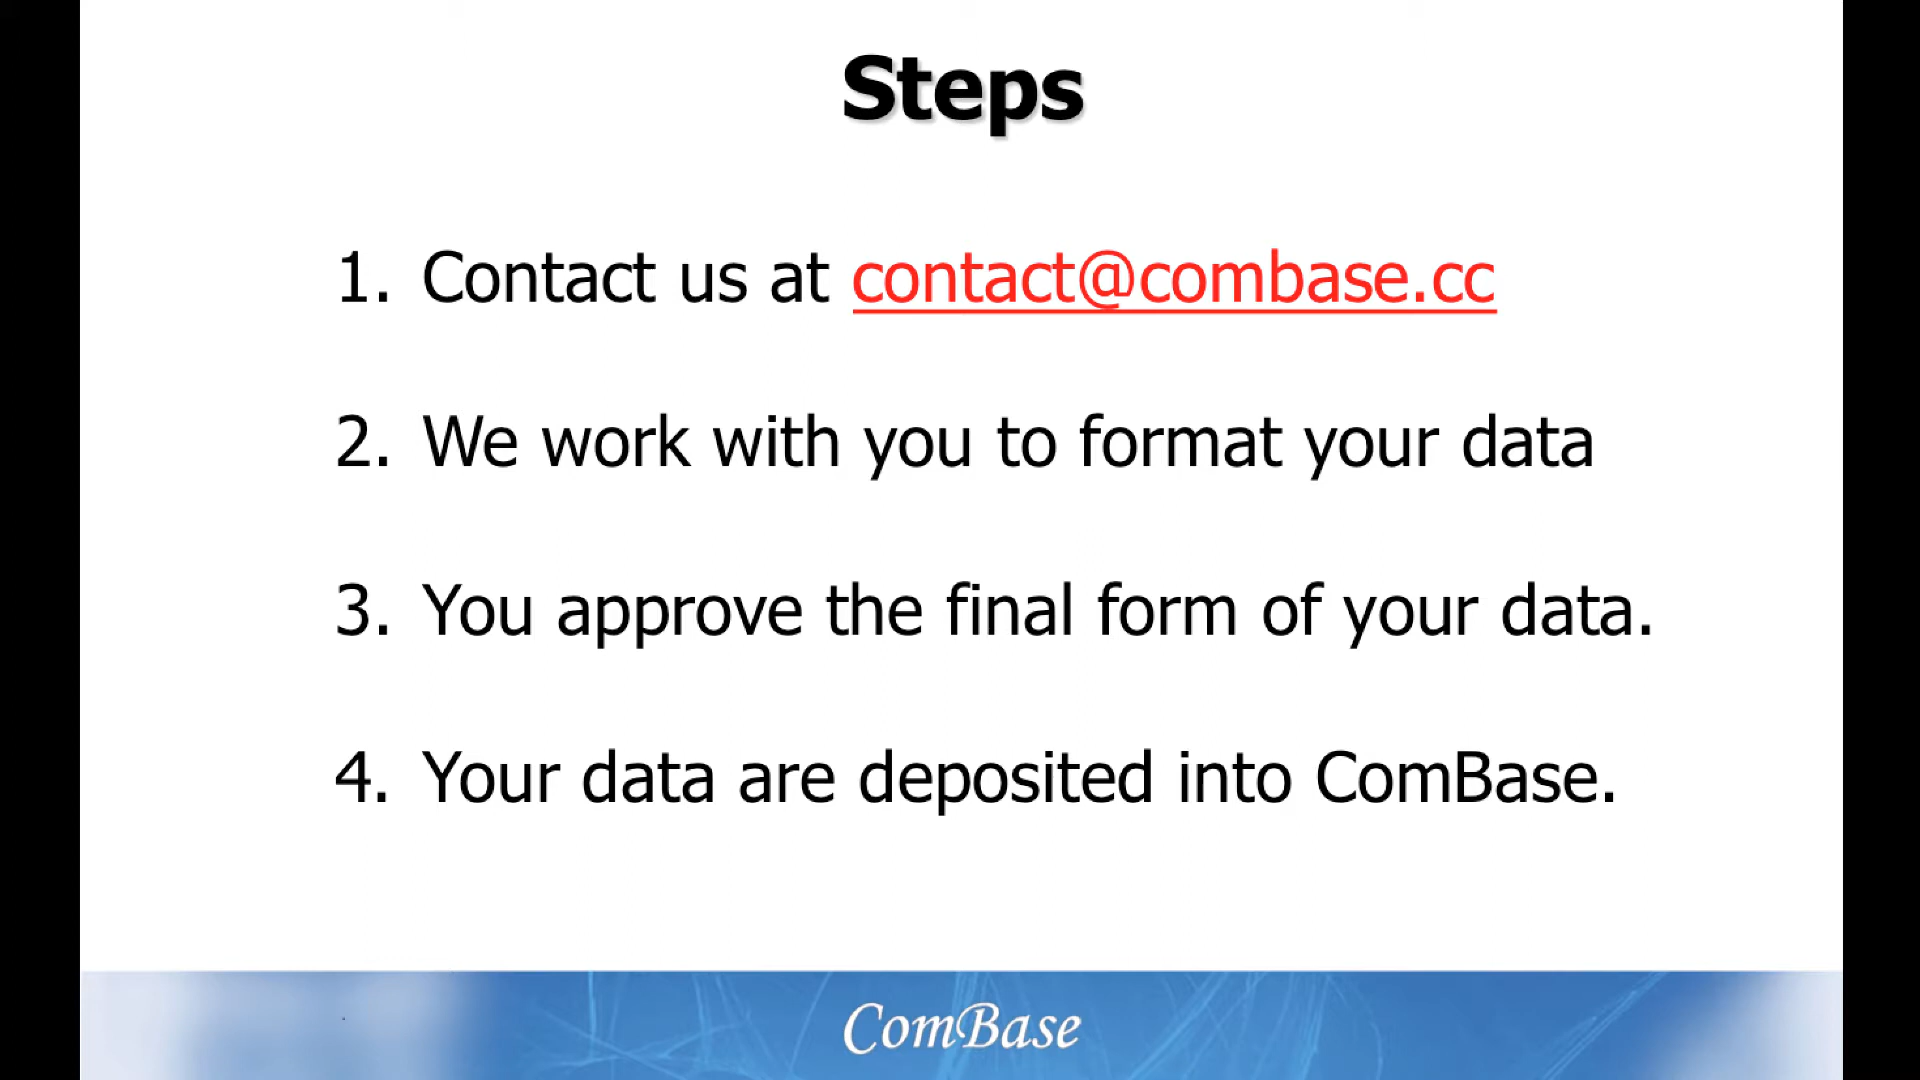 Steps
1. Contact us at contact@combase.cc
2. We work with you to format your data
3. You approve the final form of your data.
4. Your data are deposited into ComBase.
ComBase